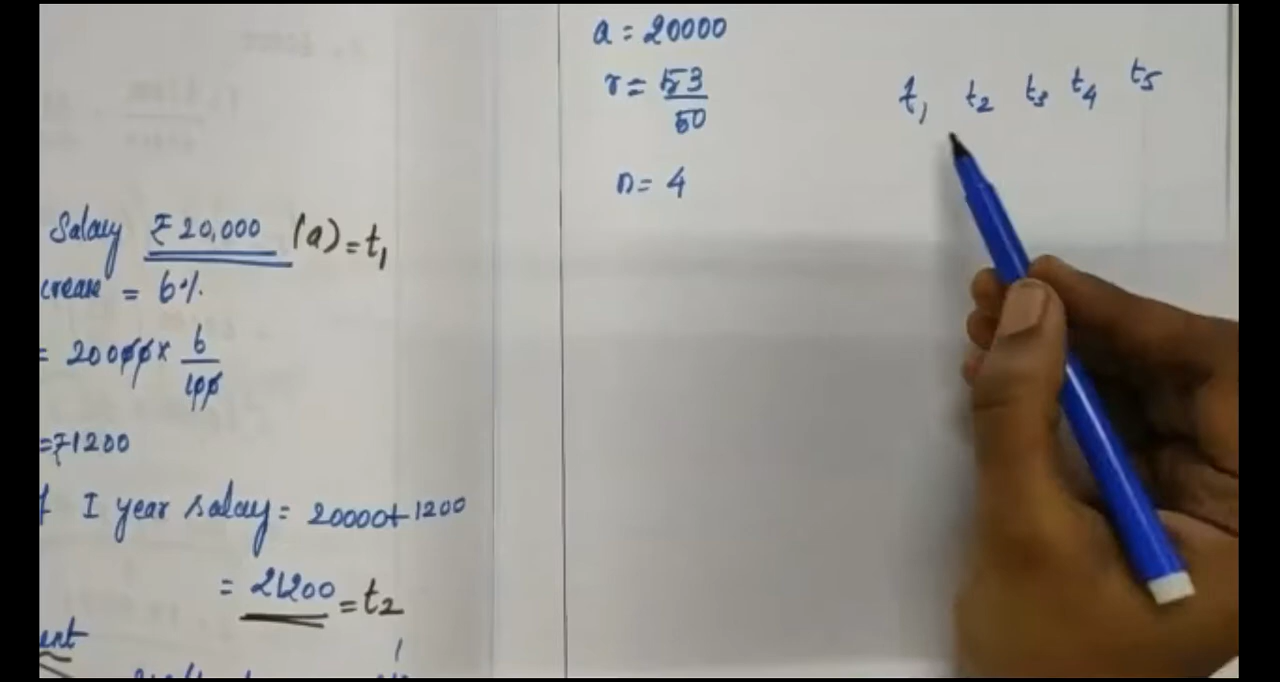 Salary ₹20,000 (a) = t1
crease = 6%
= 20000 x 6/100
= ₹1200
I year salary = 20000+1200
= 21200 = t2
ent
a = 20000
r = 53/50
n = 4
t1 t2 t3 t4 t5